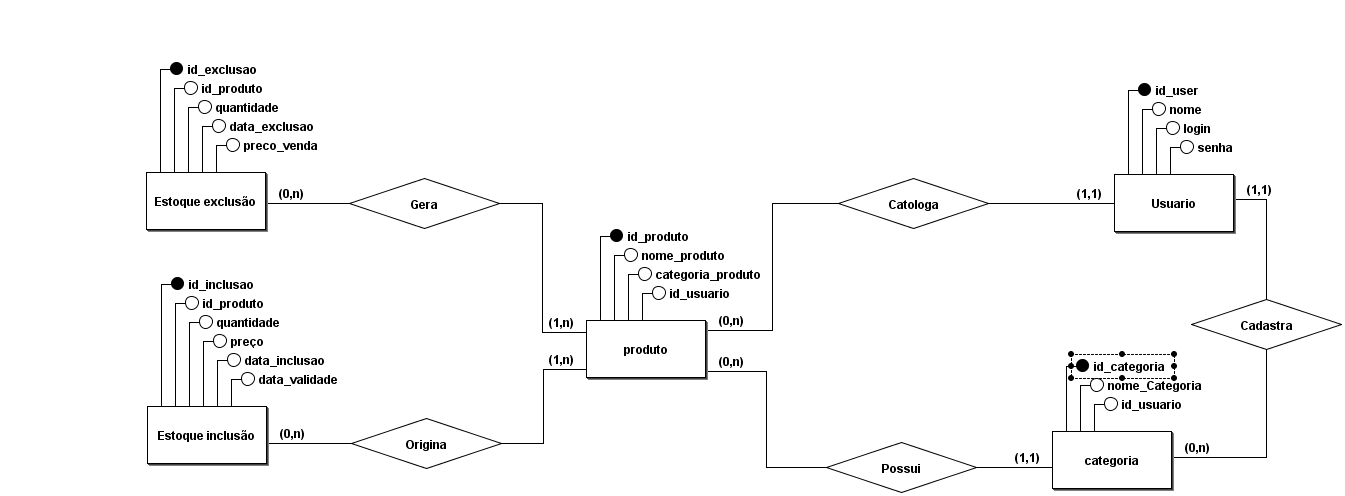 id_exclusao
id_produto
quantidade
data_exclusao
preco_venda
Estoque exclusão
(0,n)
Gera
(1,n)
id_inclusao
id_produto
quantidade
preço
data_inclusao
data_validade
Estoque inclusão
(0,n)
Origina
(1,n)
id_produto
nome_produto
categoria_produto
id_usuario
produto
(0,n)
Catologa
(1,1)
id_user
nome
login
senha
Usuario
(1,1)
Cadastra
(0,n)
Possui
(1,1)
id_categoria
nome_Categoria
id_usuario
categoria
(0,n)